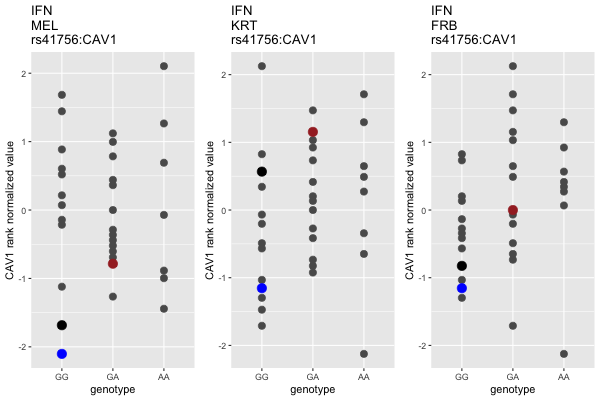 IFN
MEL
rs41756:CAV1
CAV1 rank normalized value
2
1
0
-1
-2
GG
GA
AA
genotype
IFN
KRT
rs41756:CAV1
CAV1 rank normalized value
2
1
0
-1
-2
GG
GA
AA
genotype
IFN
FRB
rs41756:CAV1
CAV1 rank normalized value
2
1
0
-1
-2
GG
GA
AA
genotype